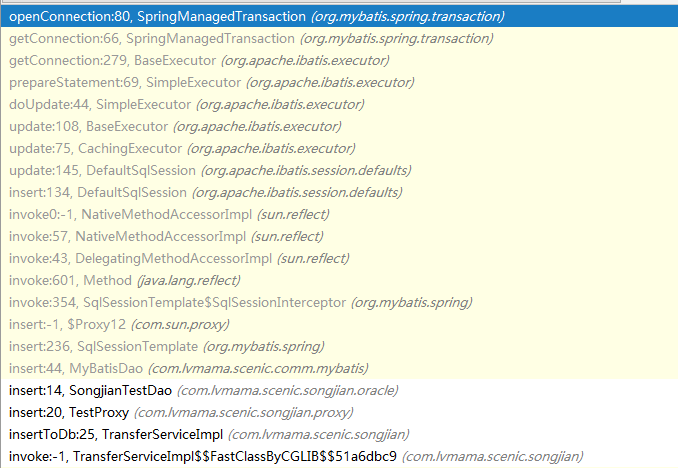 openConnection:80, SpringManagedTransaction (org.mybatis.spring.transaction)
getConnection:66, SpringManagedTransaction (org.mybatis.spring.transaction)
getConnection:279, BaseExecutor (org.apache.ibatis.executor)
prepareStatement:69, SimpleExecutor (org.apache.ibatis.executor)
doUpdate:44, SimpleExecutor (org.apache.ibatis.executor)
update:108, BaseExecutor (org.apache.ibatis.executor)
update:75, CachingExecutor (org.apache.ibatis.executor)
update:145, DefaultSqlSession (org.apache.ibatis.session.defaults)
insert:134, DefaultSqlSession (org.apache.ibatis.session.defaults)
invoke0:-1, NativeMethodAccessorImpl (sun.reflect)
invoke:57, NativeMethodAccessorImpl (sun.reflect)
invoke:43, DelegatingMethodAccessorImpl (sun.reflect)
invoke:601, Method (java.lang.reflect)
invoke:354, SqlSessionTemplate$SqlSessionInterceptor (org.mybatis.spring)
insert:-1, $Proxy12 (com.sun.proxy)
insert:236, SqlSessionTemplate (org.mybatis.spring)
insert:44, MyBatisDao (com.lvmama.scenic.comm.mybatis)
insert:14, SongjianTestDao (com.lvmama.scenic.songjian.oracle)
insert:20, TestProxy (com.lvmama.scenic.songjian.proxy)
insertToDb:25, TransferServiceImpl (com.lvmama.scenic.songjian)
invoke:-1, TransferServiceImpl$$FastClassByCGLIB$$51a6dbc9 (com.lvmama.scenic.songjian)